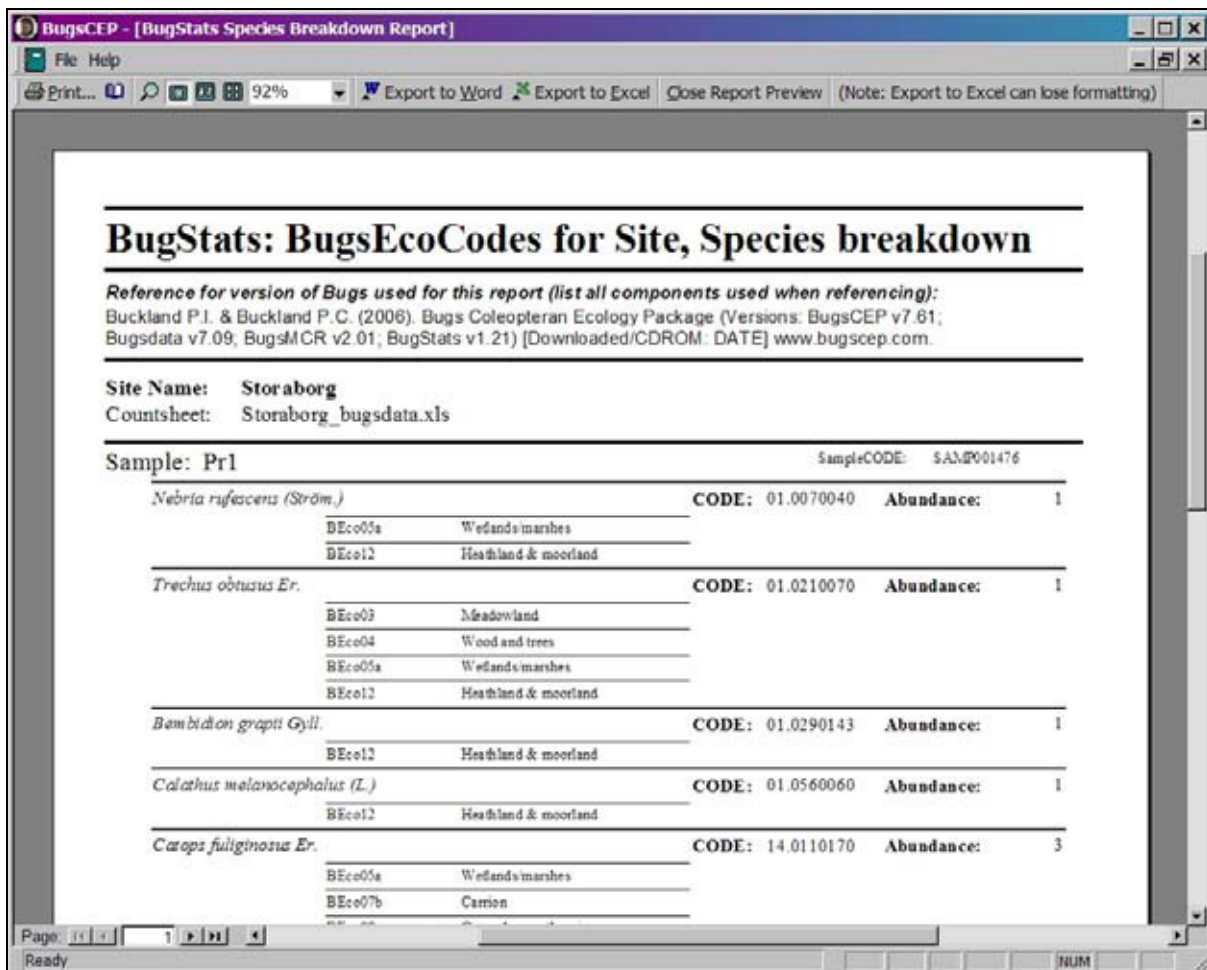 BugsCEP - [BugStats Species Breakdown Report]
File Help
Print... 92% Export to Word Export to Excel Close Report Preview (Note: Export to Excel can lose formatting)
BugStats: BugsEcoCodes for Site, Species breakdown
Reference for version of Bugs used for this report (list all components used when referencing):
Buckland P.I. & Buckland P.C. (2006). Bugs Coleopteran Ecology Package (Versions: BugsCEP v7.61;
Bugsdata v7.09; BugsMCR v2.01; BugStats v1.21) [Downloaded/CDROM: DATE] www.bugscep.com.
Site Name: Storaborg
Countsheet: Storaborg_bugsdata.xls
Sample: Pr1 SampleCODE: SAMP001476
Nebria rufescens (Ström.) CODE: 01.0070040 Abundance: 1
BEco05a Wetlands/marshes
BEco12 Heathland & moorland
Trechus obtusus Er. CODE: 01.0210070 Abundance: 1
BEco03 Meadowland
BEco04 Wood and trees
BEco05a Wetlands/marshes
BEco12 Heathland & moorland
Bembidion grapii Gyll. CODE: 01.0290143 Abundance: 1
BEco12 Heathland & moorland
Calathus melanocephalus (L.) CODE: 01.0560060 Abundance: 1
BEco12 Heathland & moorland
Catops fuliginosus Er. CODE: 14.0110170 Abundance: 3
BEco05a Wetlands/marshes
BEco07b Carrion
Page: 1
Ready NUM